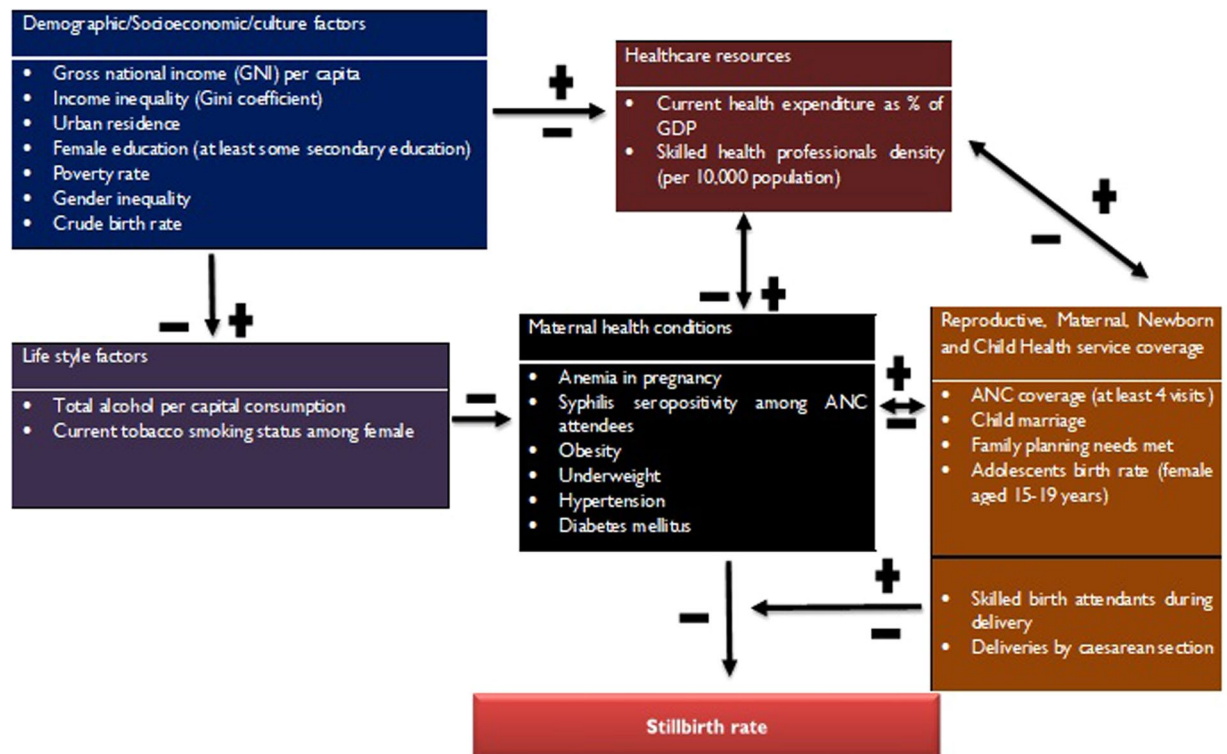 Demographic/Socioeconomic/culture factors
• Gross national income (GNI) per capita
• Income inequality (Gini coefficient)
• Urban residence
• Female education (at least some secondary education)
• Poverty rate
• Gender inequality
• Crude birth rate
+
−
Healthcare resources
• Current health expenditure as % of
GDP
• Skilled health professionals density
(per 10,000 population)
+
−
− +
− +
Life style factors
• Total alcohol per capital consumption
• Current tobacco smoking status among female
−
Maternal health conditions
• Anemia in pregnancy
• Syphilis seropositivity among ANC
attendees
• Obesity
• Underweight
• Hypertension
• Diabetes mellitus
+
−
Reproductive, Maternal, Newborn
and Child Health service coverage
• ANC coverage (at least 4 visits)
• Child marriage
• Family planning needs met
• Adolescents birth rate (female
aged 15-19 years)
• Skilled birth attendants during
delivery
• Deliveries by caesarean section
+
−
−
Stillbirth rate